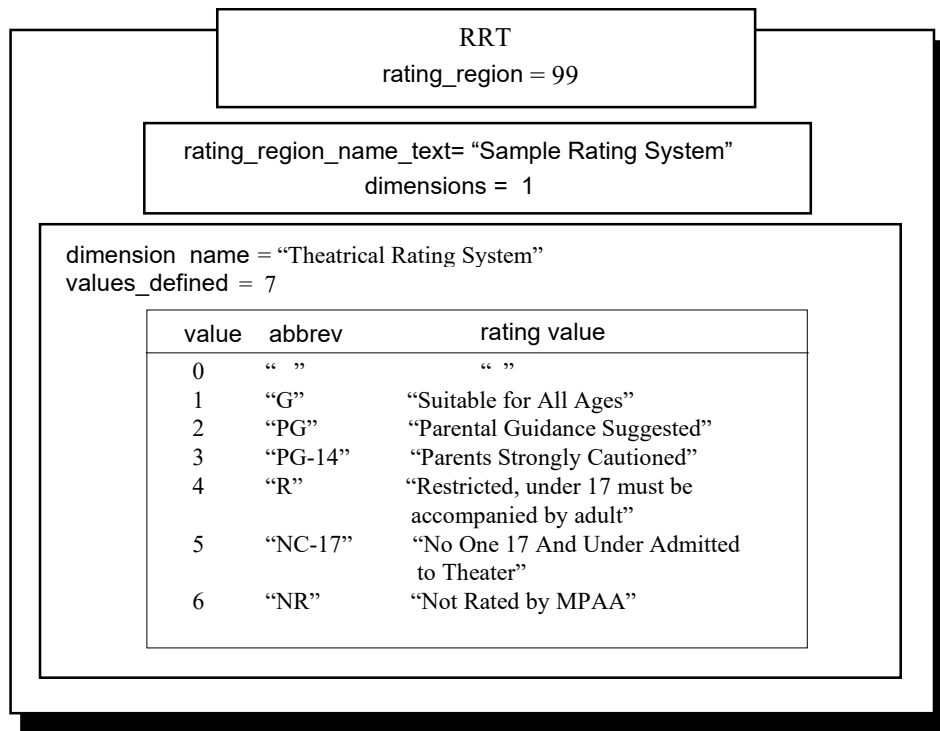 RRT
rating_region = 99
rating_region_name_text= “Sample Rating System”
dimensions = 1
dimension name = “Theatrical Rating System”
values_defined = 7
value abbrev rating value
0 “ ” “ ”
1 “G” “Suitable for All Ages”
2 “PG” “Parental Guidance Suggested”
3 “PG-14” “Parents Strongly Cautioned”
4 “R” “Restricted, under 17 must be
accompanied by adult”
5 “NC-17” “No One 17 And Under Admitted
to Theater”
6 “NR” “Not Rated by MPAA”